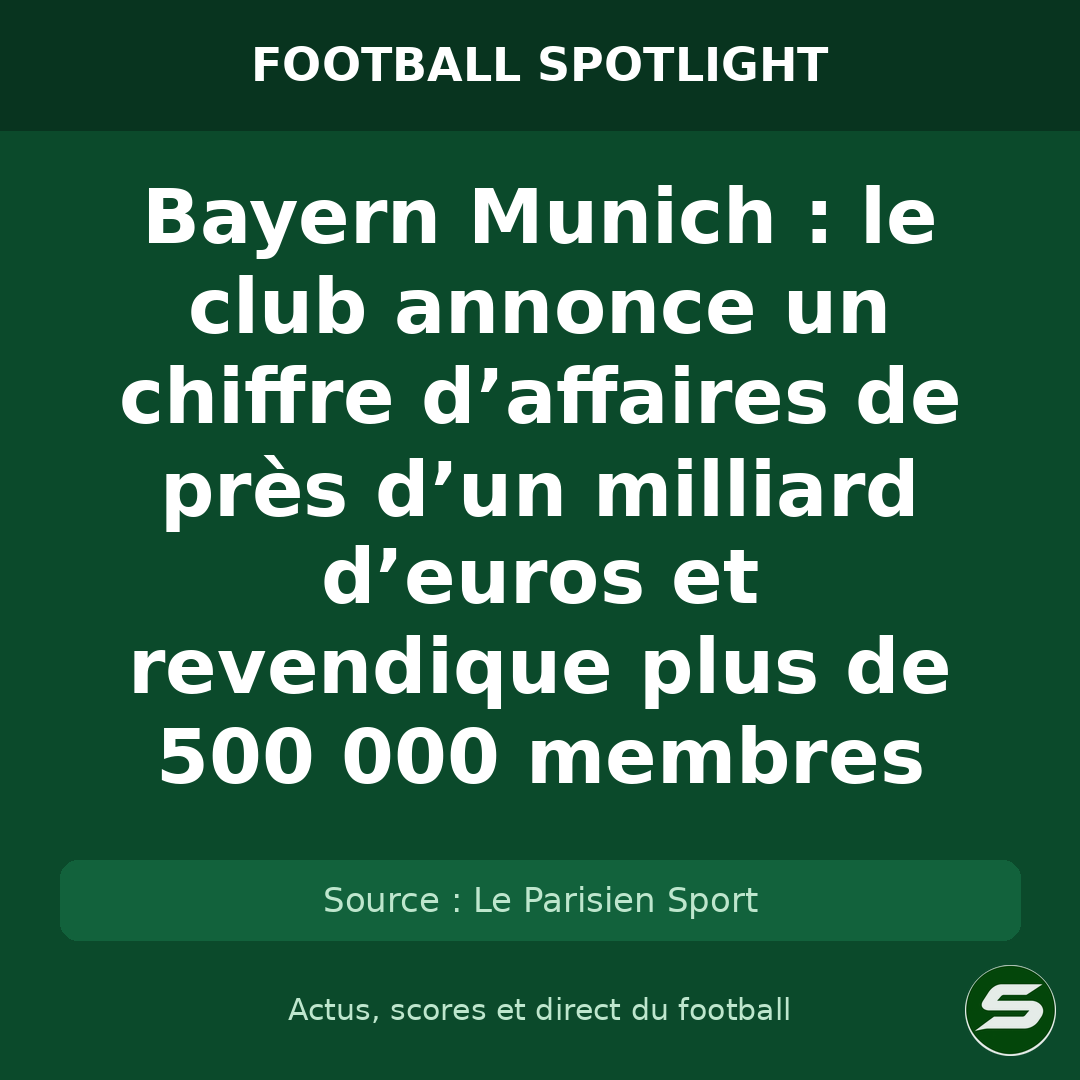 FOOTBALL SPOTLIGHT
Bayern Munich : le
club annonce un
chiffre d’affaires de
près d’un milliard
d’euros et
revendique plus de
500 000 membres
Source : Le Parisien Sport
Actus, scores et direct du football